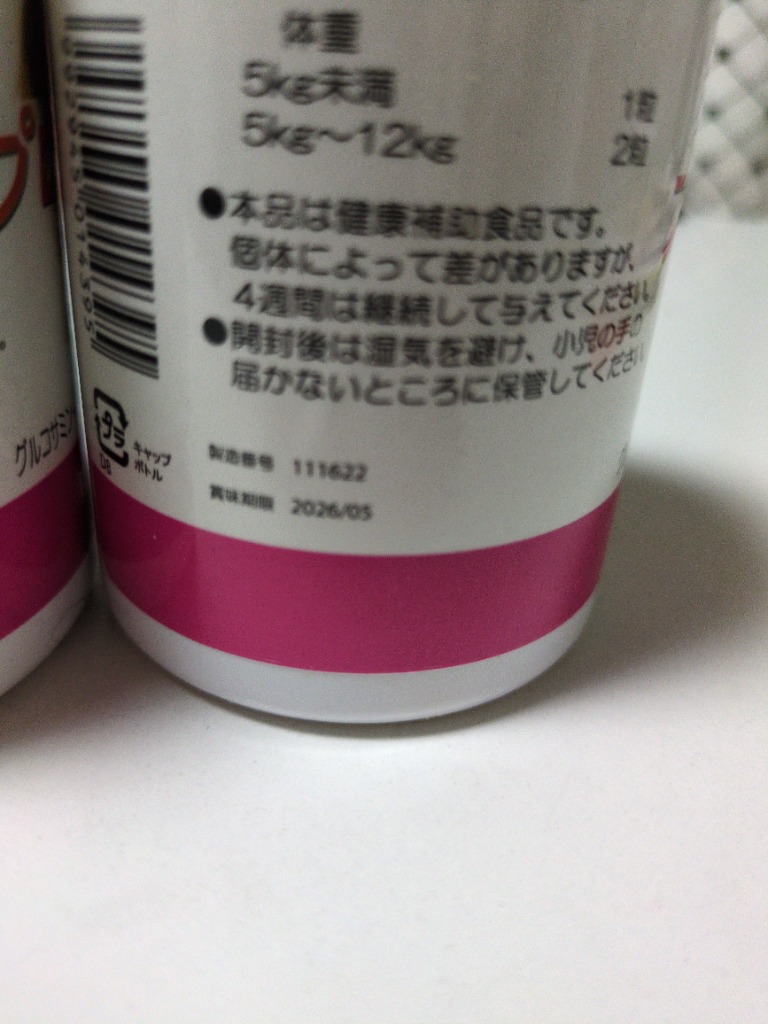 体重
5kg未満 1粒
5kg～12kg 2粒
●本品は健康補助食品です。
個体によって差がありますが、
4週間は継続して与えてください。
●開封後は湿気を避け、小児の手の
届かないところに保管してください
プラ
キャップ
ボトル
製造番号 111622
賞味期限 2026/05
グルコサミン